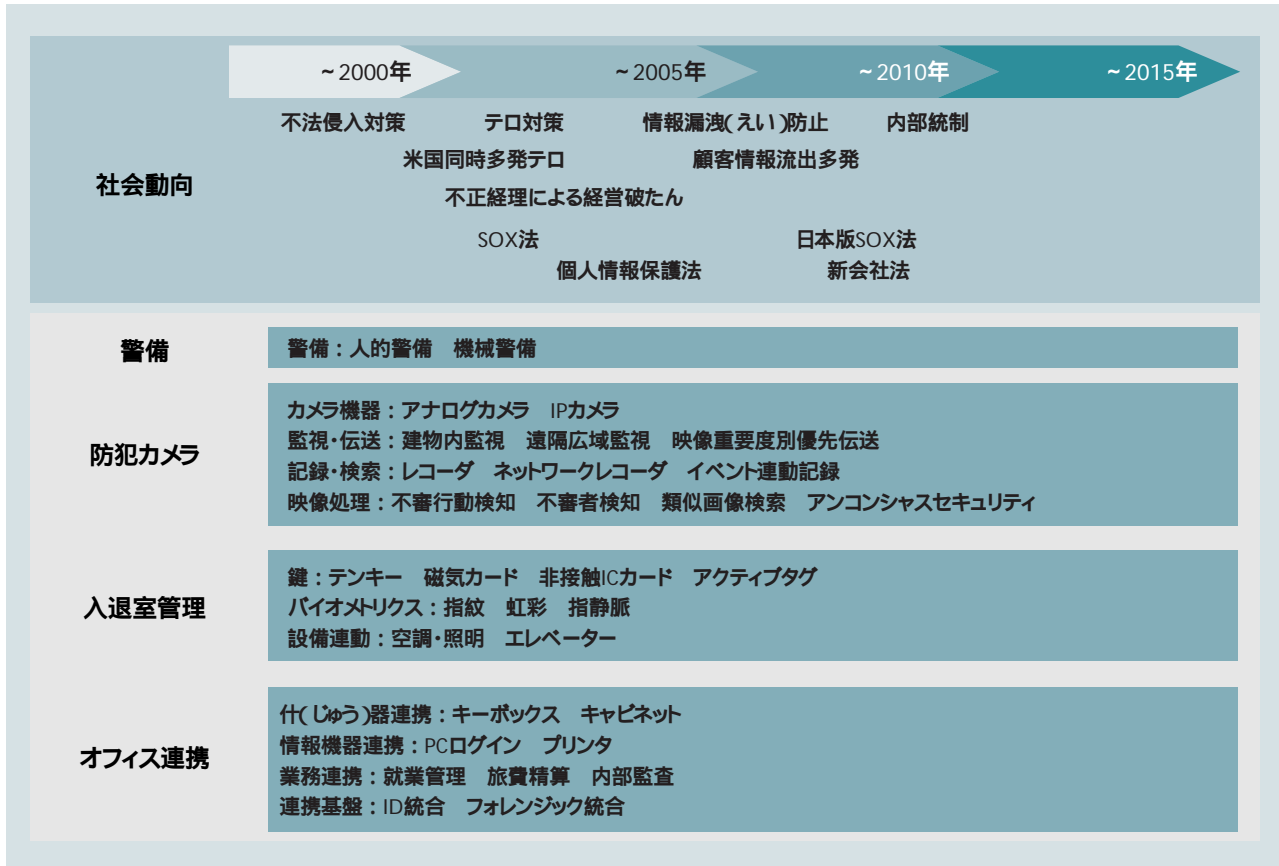 ~2000年 ~2005年 ~2010年 ~2015年
不法侵入対策 テロ対策 情報漏洩(えい)防止 内部統制
米国同時多発テロ 顧客情報流出多発
社会動向
不正経理による経営破たん
SOX法 日本版SOX法
個人情報保護法 新会社法
警備
警備:人的警備 機械警備
防犯カメラ
カメラ機器:アナログカメラ IPカメラ
監視・伝送:建物内監視 遠隔広域監視 映像重要度別優先伝送
記録・検索:レコーダ ネットワークレコーダ イベント連動記録
映像処理:不審行動検知 不審者検知 類似画像検索 アンコンシャスセキュリティ
入退室管理
鍵:テンキー 磁気カード 非接触ICカード アクティブタグ
バイオメトリクス:指紋 虹彩 指静脈
設備連動:空調・照明 エレベーター
オフィス連携
什(じゅう)器連携:キーボックス キャビネット
情報機器連携:PCログイン プリンタ
業務連携:就業管理 旅費精算 内部監査
連携基盤:ID統合 フォレンジック統合